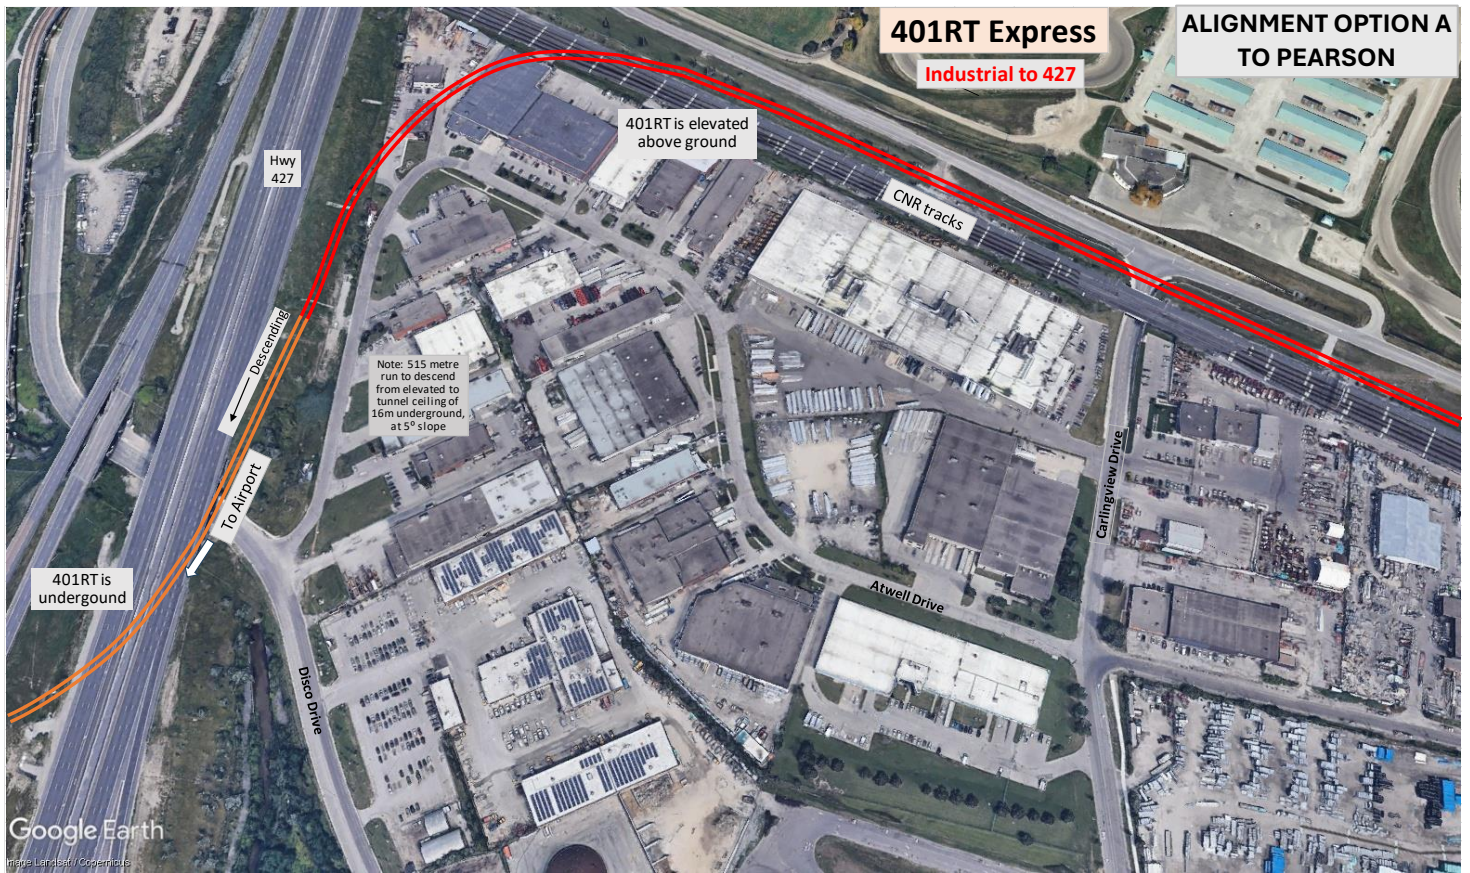 401RT Express
Industrial to 427
ALIGNMENT OPTION A
TO PEARSON
401RT is elevated
above ground
Hwy
427
CNR tracks
Descending
Note: 515 metre
run to descend
from elevated to
tunnel ceiling of
16m underground,
at 5º slope
To Airport
Carlingview Drive
401RT is
undergound
Atwell Drive
Disco Drive
Google Earth
Image Landsat / Copernicus